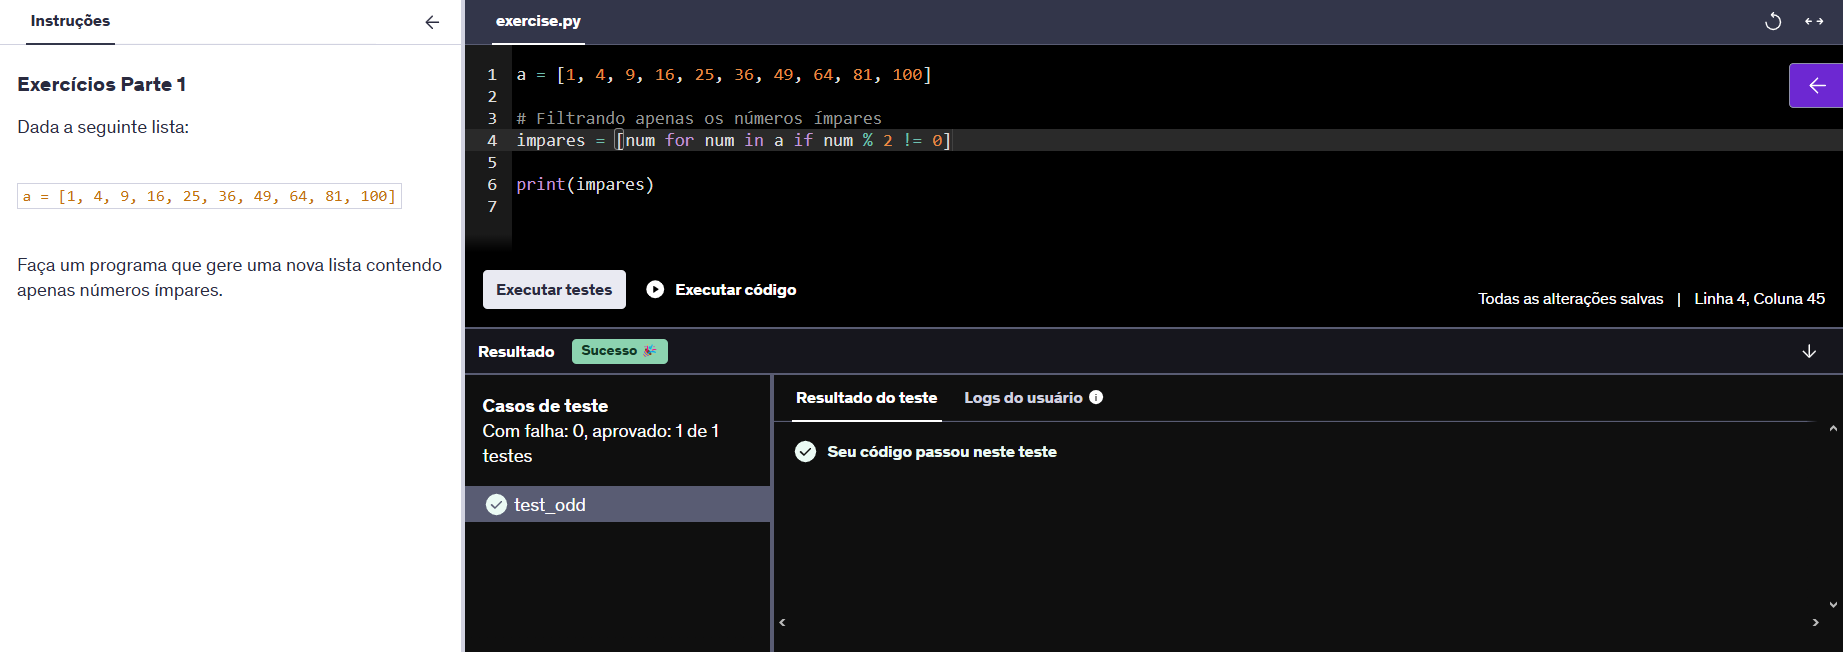 Instruções
Exercícios Parte 1
Dada a seguinte lista:
a = [1, 4, 9, 16, 25, 36, 49, 64, 81, 100]
Faça um programa que gere uma nova lista contendo
apenas números ímpares.
exercise.py
1 a = [1, 4, 9, 16, 25, 36, 49, 64, 81, 100]
2
3 # Filtrando apenas os números ímpares
4 impares = [num for num in a if num % 2 != 0]
5
6 print(impares)
7
Executar testes
Executar código
Todas as alterações salvas | Linha 4, Coluna 45
Resultado Sucesso 🎉
Casos de teste
Com falha: 0, aprovado: 1 de 1
testes
test_odd
Resultado do teste
Logs do usuário
Seu código passou neste teste